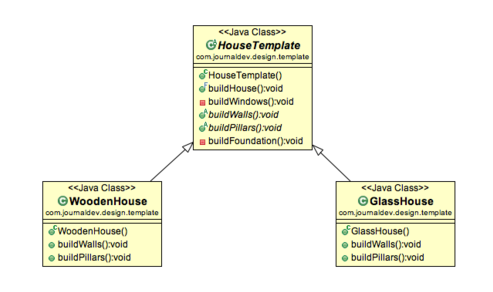 <<Java Class>>
HouseTemplate
com.journaldev.design.template
HouseTemplate()
buildHouse():void
buildWindows():void
buildWalls():void
buildPillars():void
buildFoundation():void
<<Java Class>>
WoodenHouse
com.journaldev.design.template
WoodenHouse()
buildWalls():void
buildPillars():void
<<Java Class>>
GlassHouse
com.journaldev.design.template
GlassHouse()
buildWalls():void
buildPillars():void